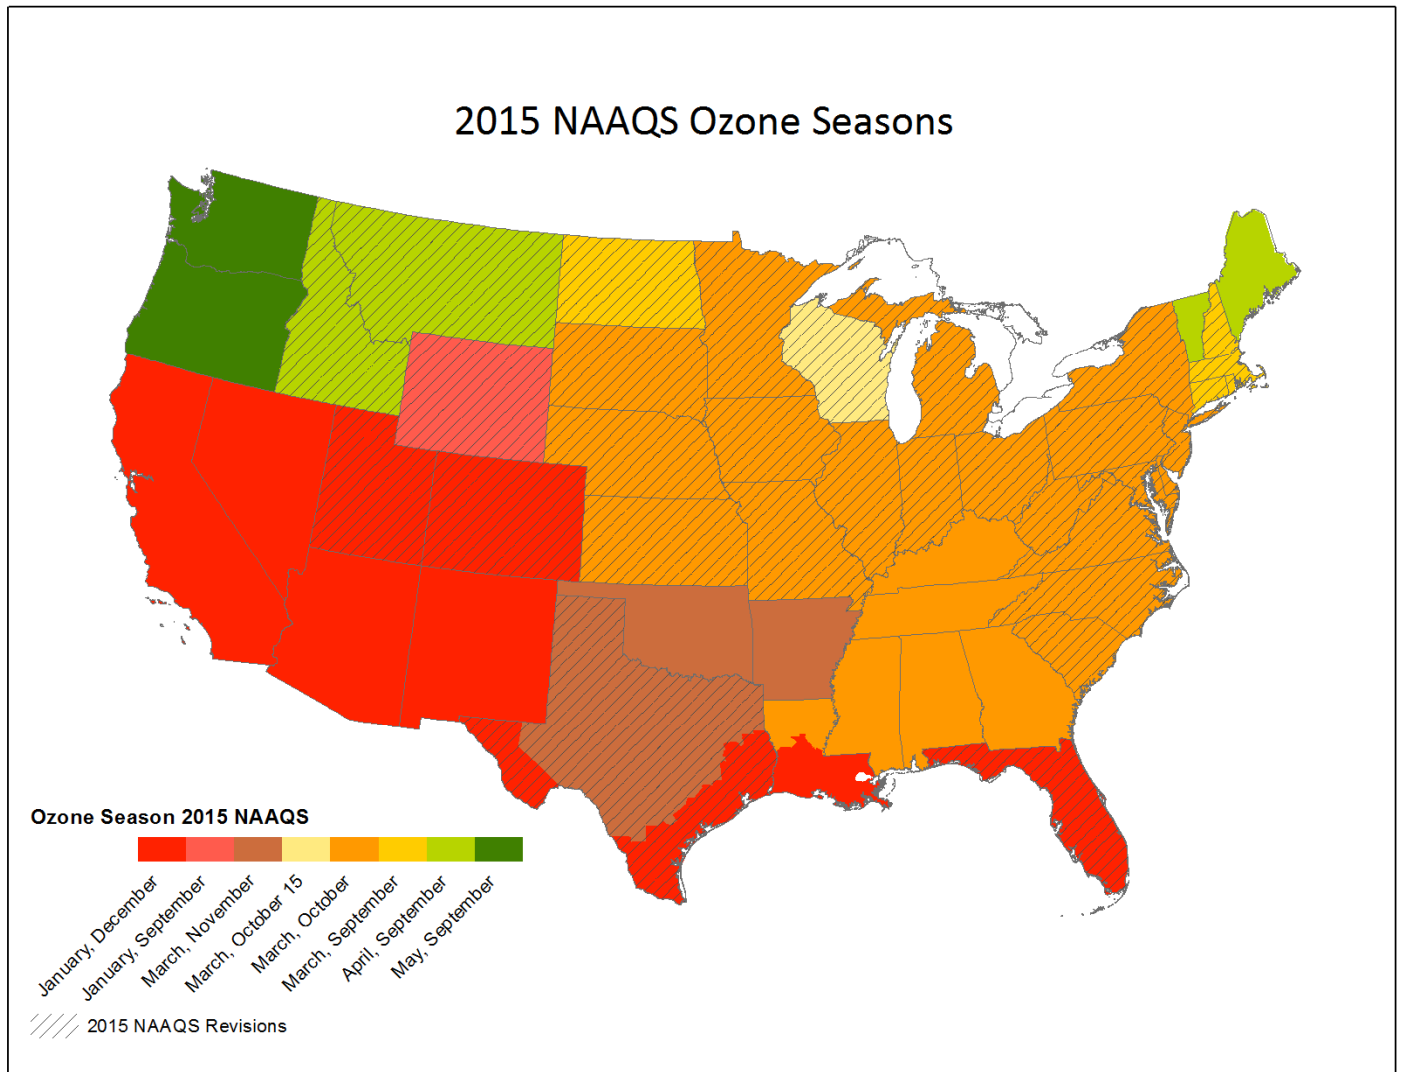 2015 NAAQS Ozone Seasons
Ozone Season 2015 NAAQS
January, December
January, September
March, November
March, October 15
March, October
March, September
April, September
May, September
2015 NAAQS Revisions